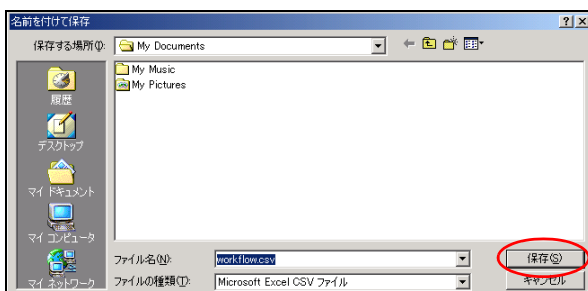 名前を付けて保存
保存する場所(I):
My Documents
My Music
My Pictures
履歴
デスクトップ
マイ ドキュメント
マイ コンピュータ
マイ ネットワーク
ファイル名(N):
workflow.csv
保存(S)
ファイルの種類(T):
Microsoft Excel CSV ファイル
キャンセル